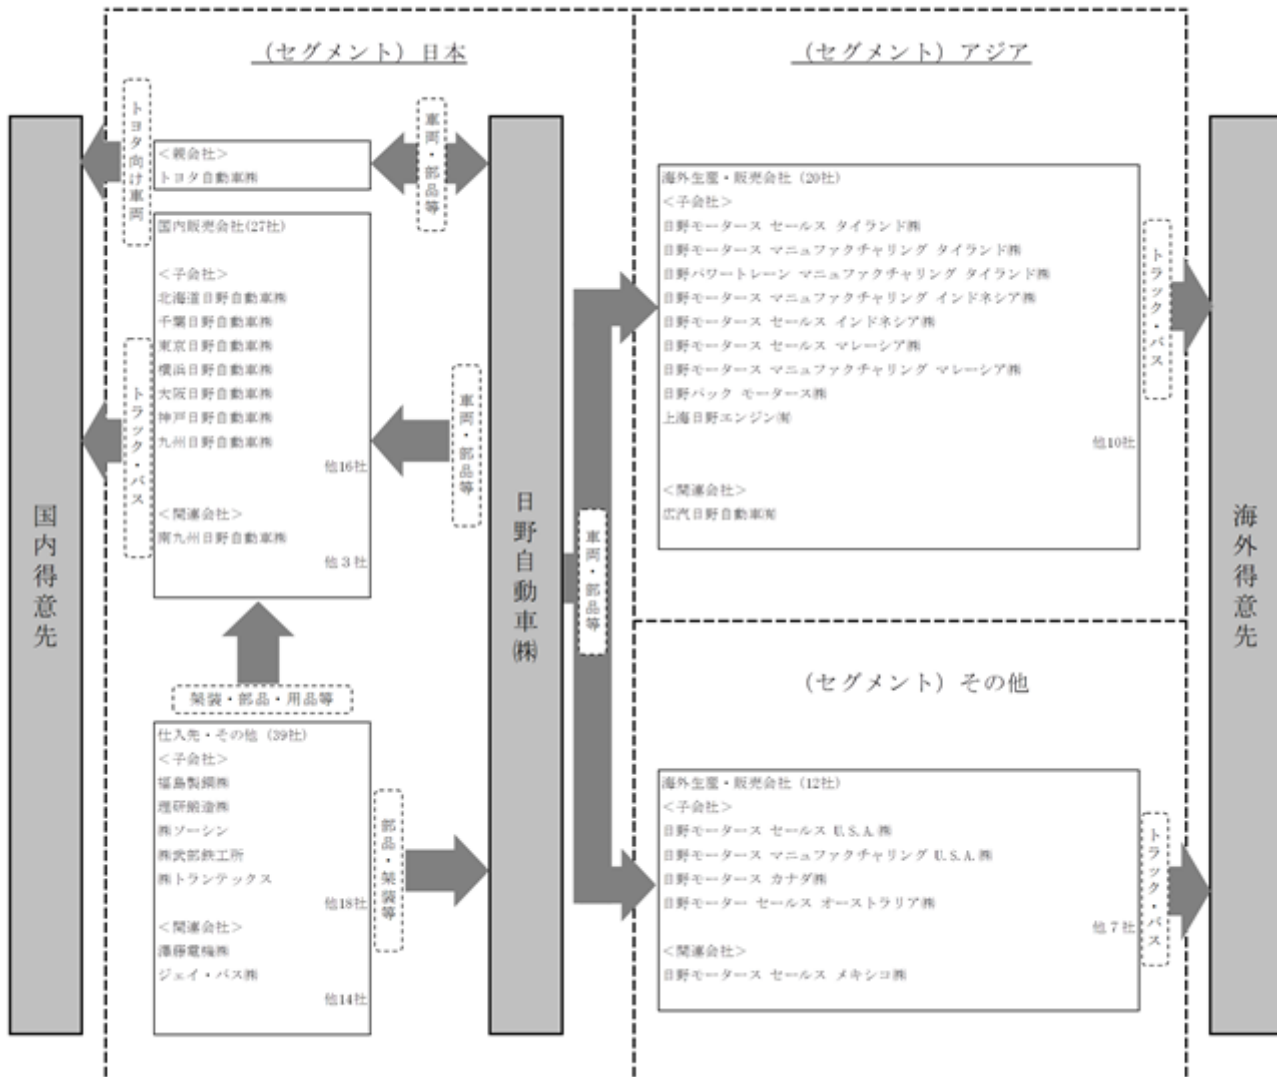 (セグメント) 日本
(セグメント) アジア
国内得意先
トヨタ向け車両
<親会社>
トヨタ自動車㈱
車両・部品等
国内販売会社(27社)
<子会社>
北海道日野自動車㈱
千葉日野自動車㈱
東京日野自動車㈱
横浜日野自動車㈱
大阪日野自動車㈱
神戸日野自動車㈱
九州日野自動車㈱
他16社
<関連会社>
南九州日野自動車㈱
他3社
トラック・バス
車両・部品等
架装・部品・用品等
仕入先・その他 (39社)
<子会社>
福島製鋼㈱
理研鍛造㈱
㈱ソーシン
㈱武部鉄工所
㈱トランテックス
他18社
<関連会社>
澤藤電機㈱
ジェイ・バス㈱
他14社
部品・架装等
日野自動車㈱
車両・部品等
海外生産・販売会社 (20社)
<子会社>
日野モータース セールス タイランド㈱
日野モータース マニュファクチャリング タイランド㈱
日野パワートレーン マニュファクチャリング タイランド㈱
日野モータース マニュファクチャリング インドネシア㈱
日野モータース セールス インドネシア㈱
日野モータース セールス マレーシア㈱
日野モータース マニュファクチャリング マレーシア㈱
日野パック モータース㈱
上海日野エンジン㈲
他10社
<関連会社>
広汽日野自動車㈲
トラック・バス
(セグメント) その他
海外生産・販売会社 (12社)
<子会社>
日野モータース セールス U.S.A.㈱
日野モータース マニュファクチャリング U.S.A.㈱
日野モータース カナダ㈱
日野モーター セールス オーストラリア㈱
他7社
<関連会社>
日野モータース セールス メキシコ㈱
トラック・バス
海外得意先